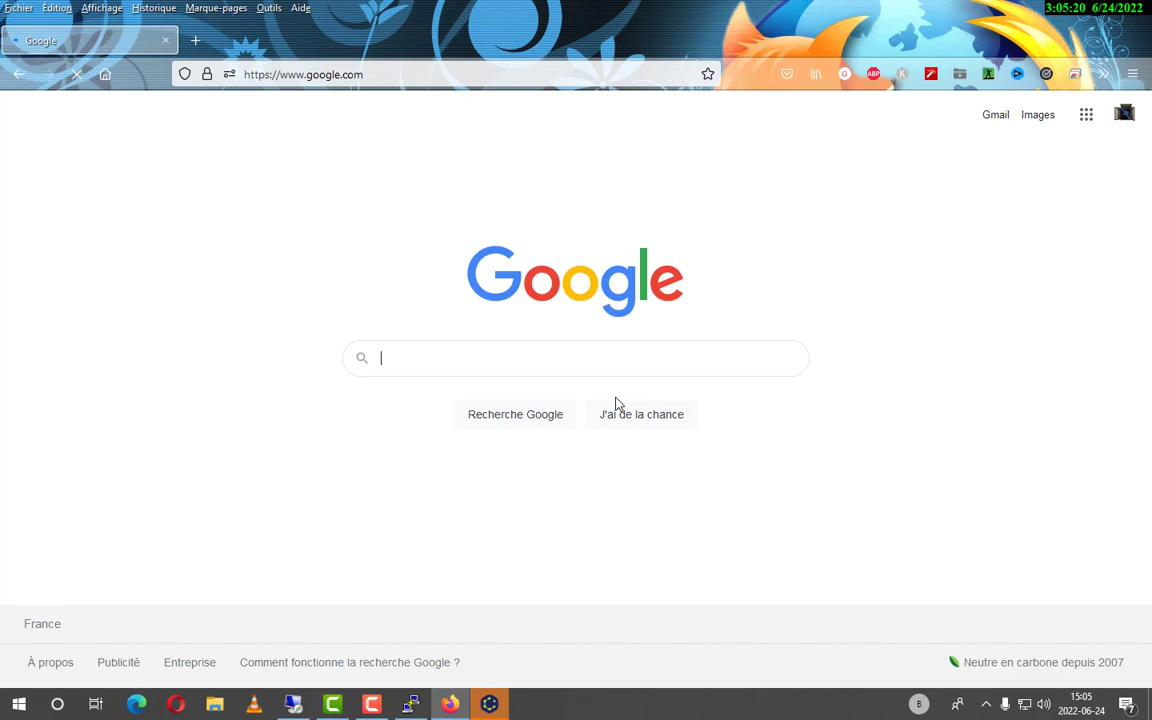 Fichier Édition Affichage Historique Marque-pages Outils Aide
3:05:20 6/24/2022
Google
https://www.google.com
G ABP K
Gmail Images
Google
Recherche Google J'ai de la chance
France
À propos Publicité Entreprise Comment fonctionne la recherche Google ?
Neutre en carbone depuis 2007
B
15:05
2022-06-24
7